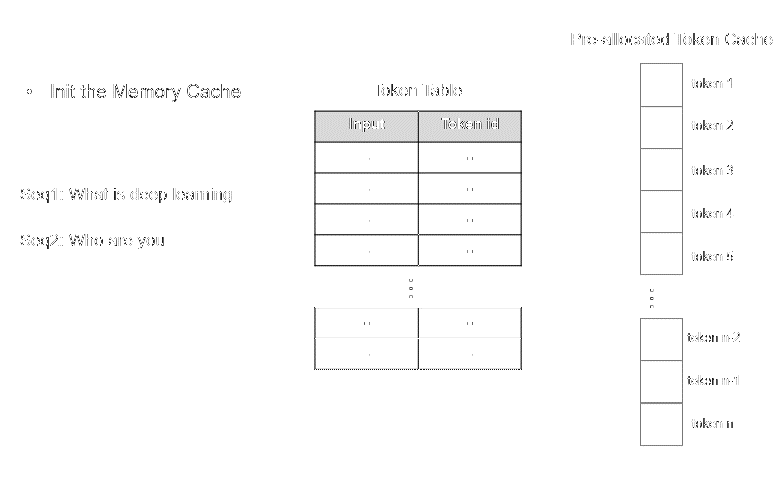 Pre-allocated Token Cache
• Init the Memory Cache
Token Table
Input Token id
Seq1: What is deep learning
Seq2: Who are you
token 1
token 2
token 3
token 4
token 5
token n-2
token n-1
token n